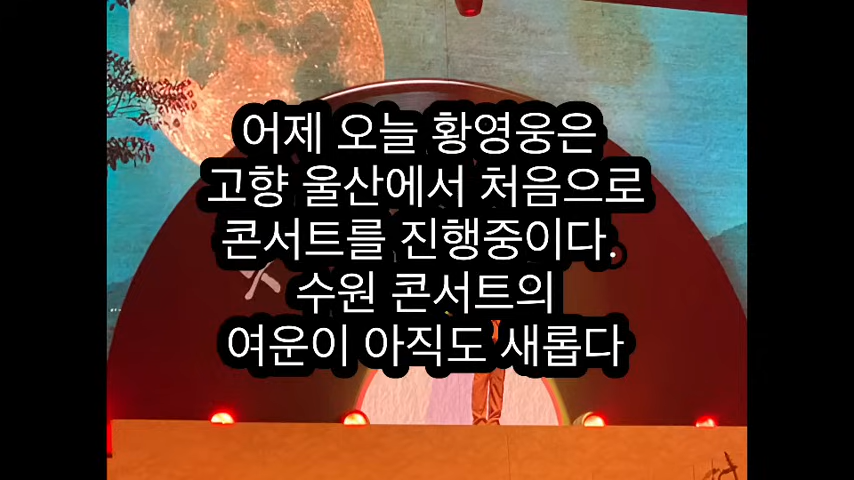 어제 오늘 황영웅은
고향 울산에서 처음으로
콘서트를 진행중이다.
수원 콘서트의
여운이 아직도 새롭다